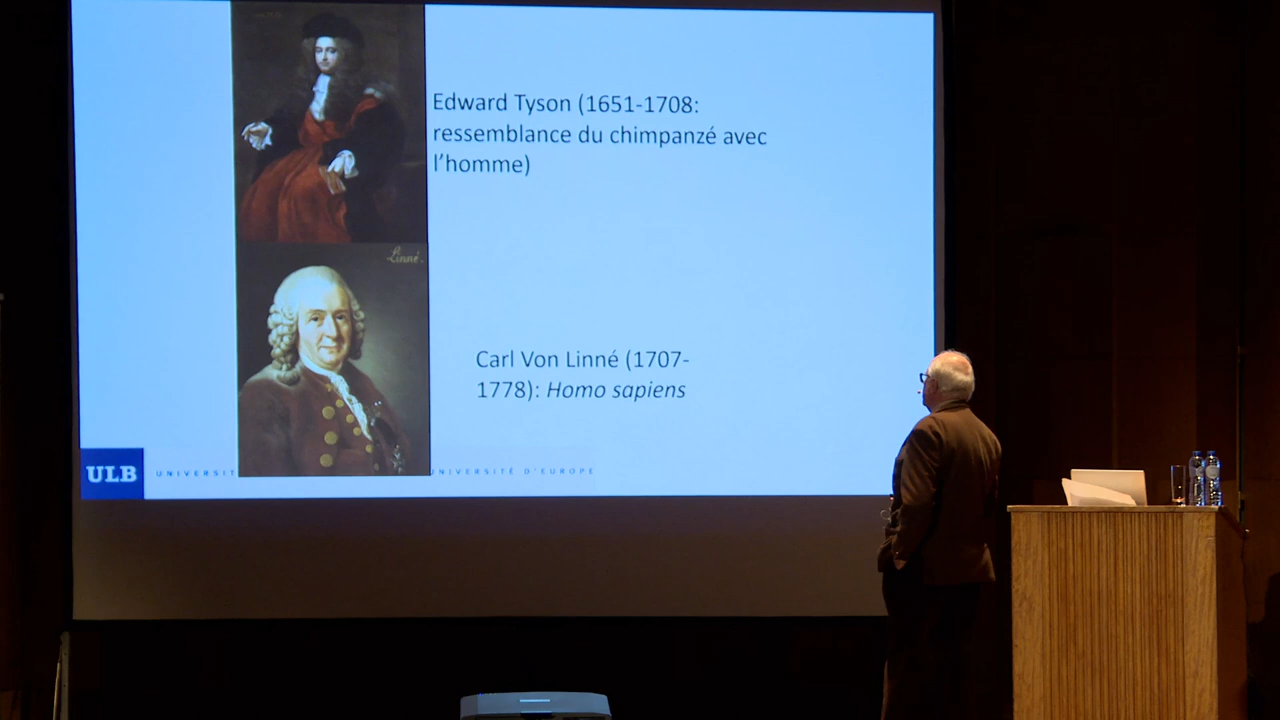 Edward Tyson (1651-1708:
ressemblance du chimpanzé avec
l’homme)
Linné.
Carl Von Linné (1707-
1778): Homo sapiens
ULB
UNIVERSIT
UNIVERSITÉ D'EUROPE